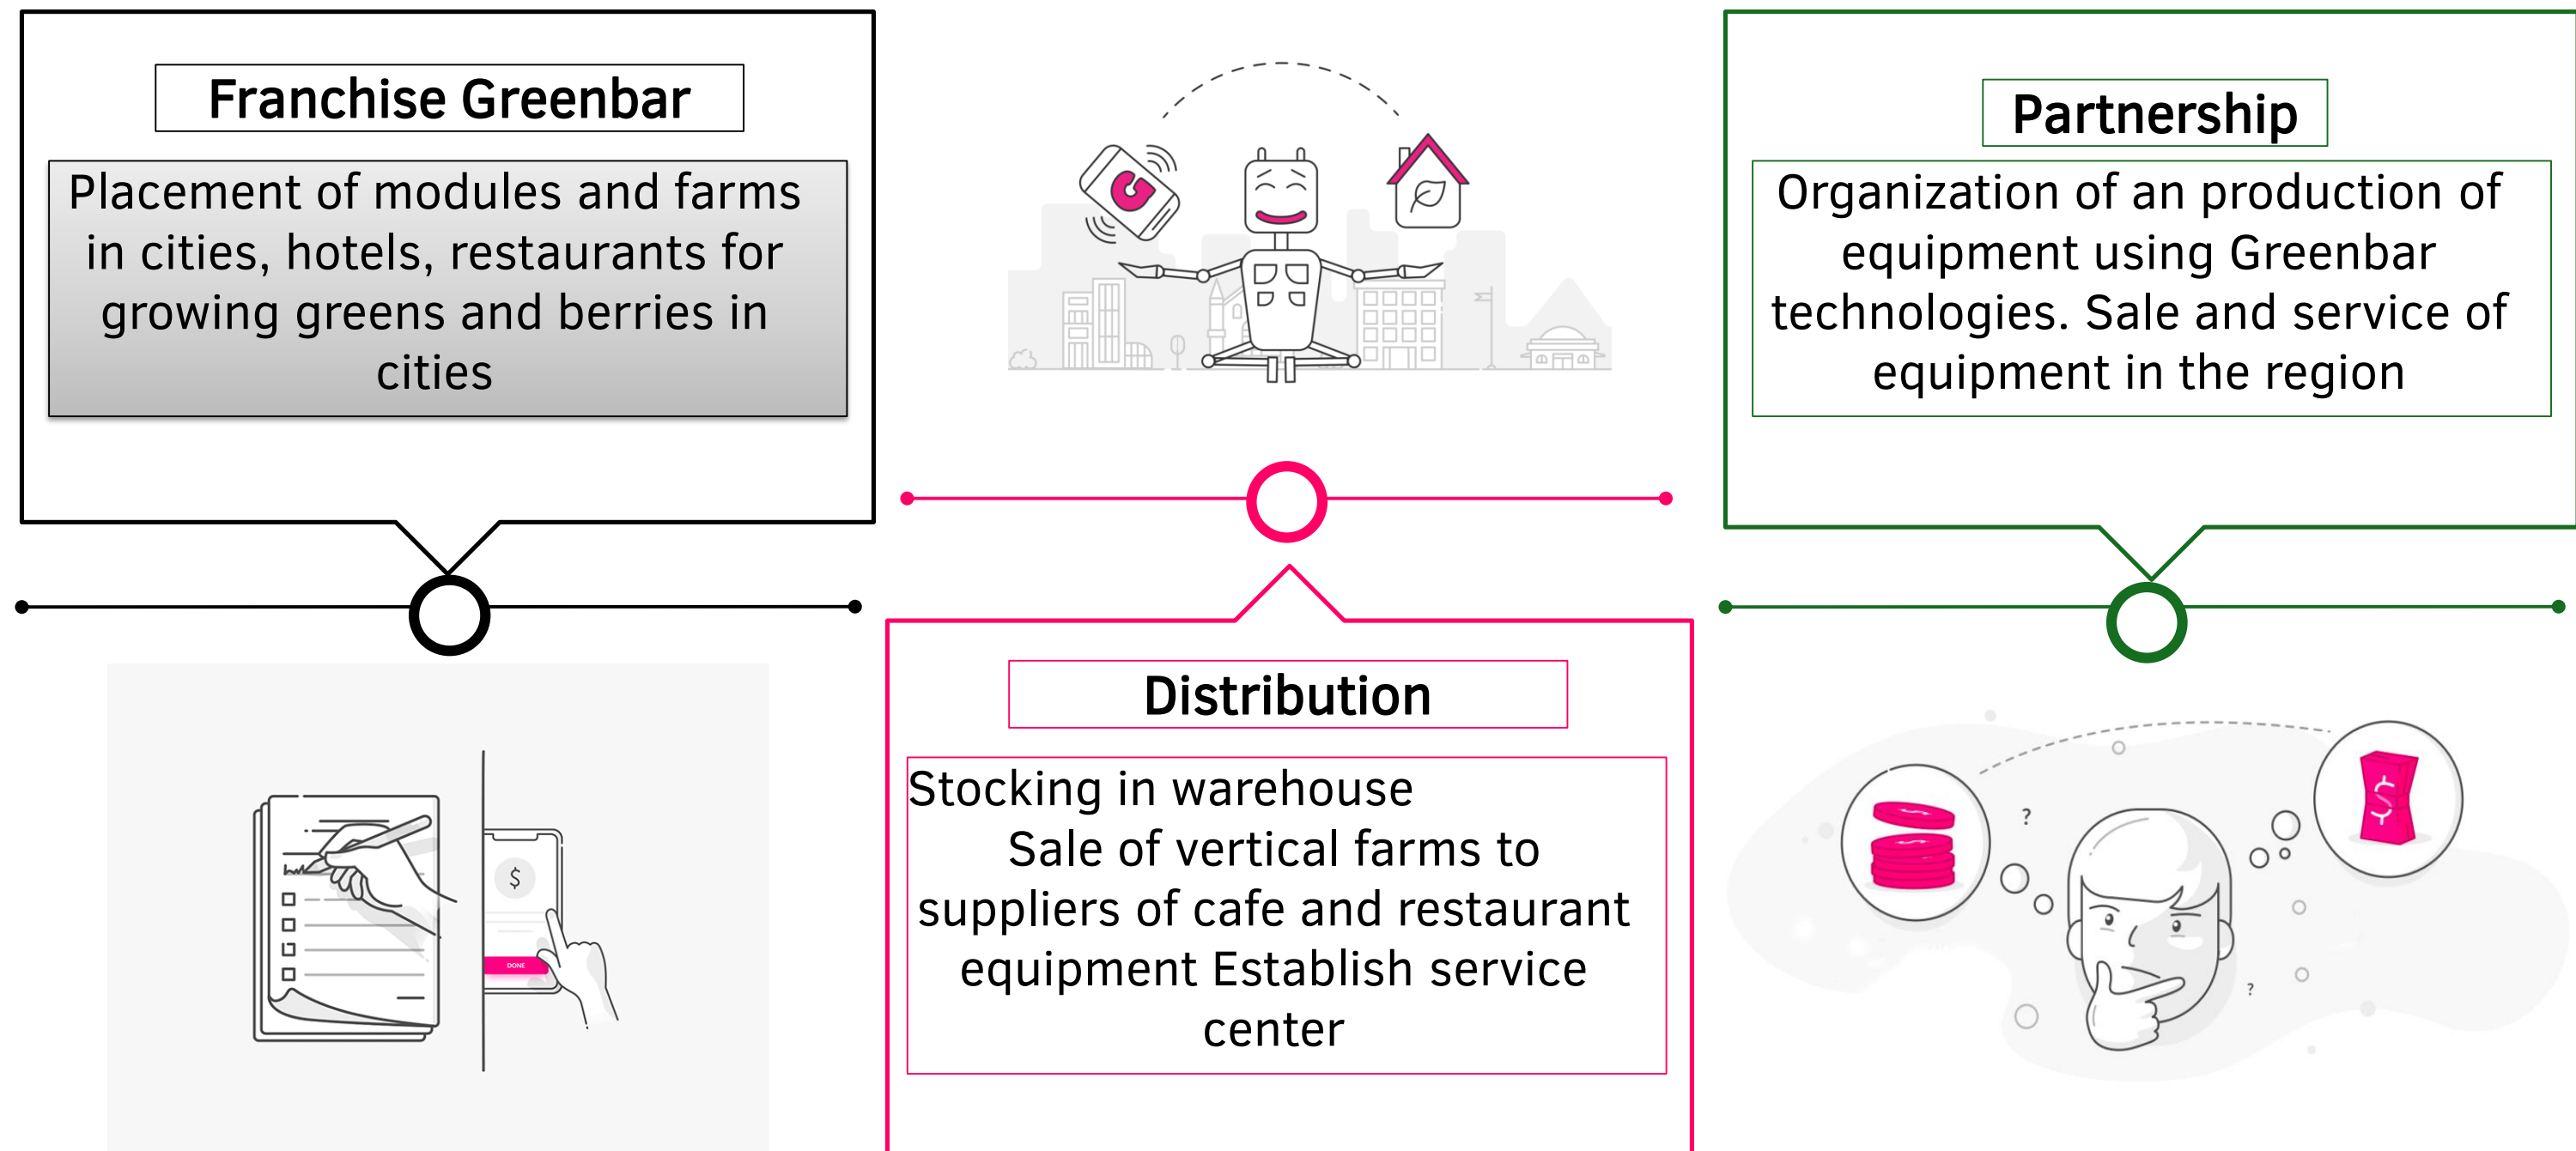 Franchise Greenbar
Placement of modules and farms
in cities, hotels, restaurants for
growing greens and berries in
cities
Partnership
Organization of an production of
equipment using Greenbar
technologies. Sale and service of
equipment in the region
Distribution
Stocking in warehouse
Sale of vertical farms to
suppliers of cafe and restaurant
equipment Establish service
center
$
DONE
?
$
?